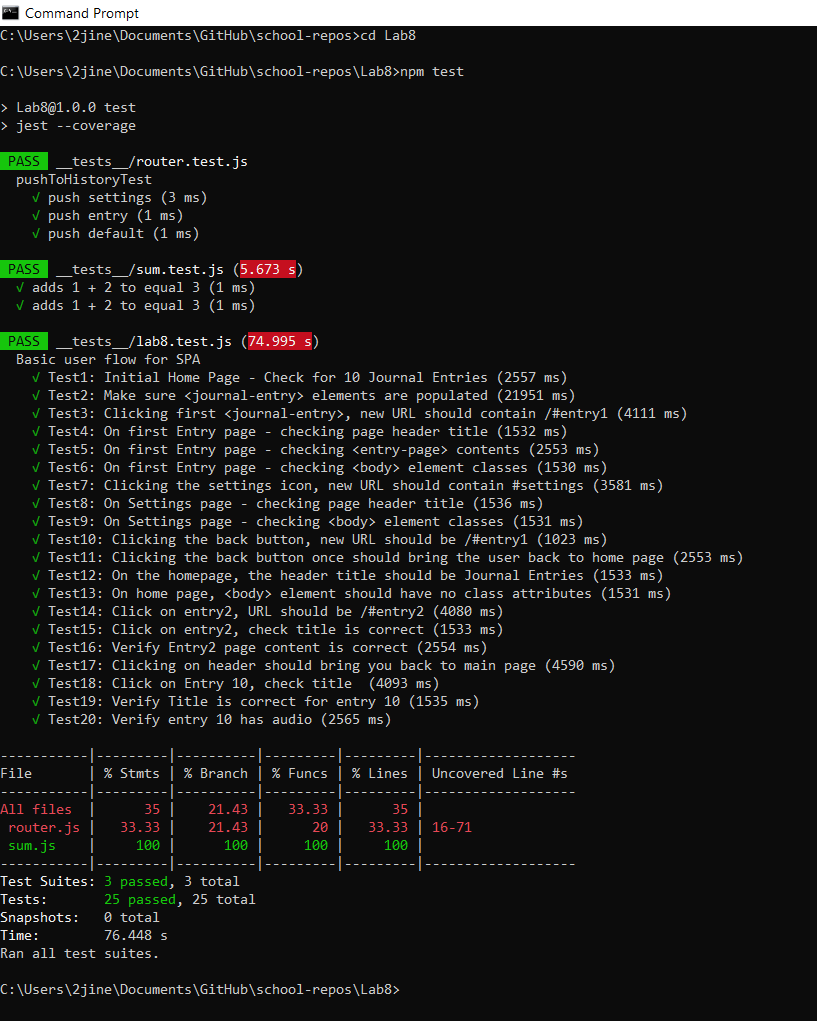 Command Prompt
C:\Users\2jine\Documents\GitHub\school-repos>cd Lab8
C:\Users\2jine\Documents\GitHub\school-repos\Lab8>npm test
> Lab8@1.0.0 test
> jest --coverage
PASS __tests__/router.test.js
pushToHistoryTest
√ push settings (3 ms)
√ push entry (1 ms)
√ push default (1 ms)
PASS __tests__/sum.test.js (5.673 s)
√ adds 1 + 2 to equal 3 (1 ms)
√ adds 1 + 2 to equal 3 (1 ms)
PASS __tests__/lab8.test.js (74.995 s)
Basic user flow for SPA
√ Test1: Initial Home Page - Check for 10 Journal Entries (2557 ms)
√ Test2: Make sure <journal-entry> elements are populated (21951 ms)
√ Test3: Clicking first <journal-entry>, new URL should contain /#entry1 (4111 ms)
√ Test4: On first Entry page - checking page header title (1532 ms)
√ Test5: On first Entry page - checking <entry-page> contents (2553 ms)
√ Test6: On first Entry page - checking <body> element classes (1530 ms)
√ Test7: Clicking the settings icon, new URL should contain #settings (3581 ms)
√ Test8: On Settings page - checking page header title (1536 ms)
√ Test9: On Settings page - checking <body> element classes (1531 ms)
√ Test10: Clicking the back button, new URL should be /#entry1 (1023 ms)
√ Test11: Clicking the back button once should bring the user back to home page (2553 ms)
√ Test12: On the homepage, the header title should be Journal Entries (1533 ms)
√ Test13: On home page, <body> element should have no class attributes (1531 ms)
√ Test14: Click on entry2, URL should be /#entry2 (4080 ms)
√ Test15: Click on entry2, check title is correct (1533 ms)
√ Test16: Verify Entry2 page content is correct (2554 ms)
√ Test17: Clicking on header should bring you back to main page (4590 ms)
√ Test18: Click on Entry 10, check title  (4093 ms)
√ Test19: Verify Title is correct for entry 10 (1535 ms)
√ Test20: Verify entry 10 has audio (2565 ms)
-----------|---------|----------|---------|---------|-------------------
File       | % Stmts | % Branch | % Funcs | % Lines | Uncovered Line #s
-----------|---------|----------|---------|---------|-------------------
All files  |      35 |    21.43 |   33.33 |      35 |
 router.js |   33.33 |    21.43 |      20 |   33.33 | 16-71
 sum.js    |     100 |      100 |     100 |     100 |
-----------|---------|----------|---------|---------|-------------------
Test Suites: 3 passed, 3 total
Tests:       25 passed, 25 total
Snapshots:   0 total
Time:        76.448 s
Ran all test suites.
C:\Users\2jine\Documents\GitHub\school-repos\Lab8>